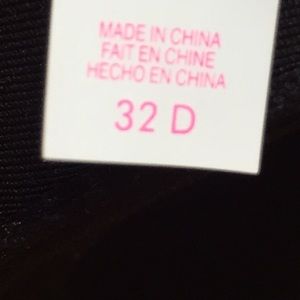 MADE IN CHINA
FAIT EN CHINE
HECHO EN CHINA
32 D